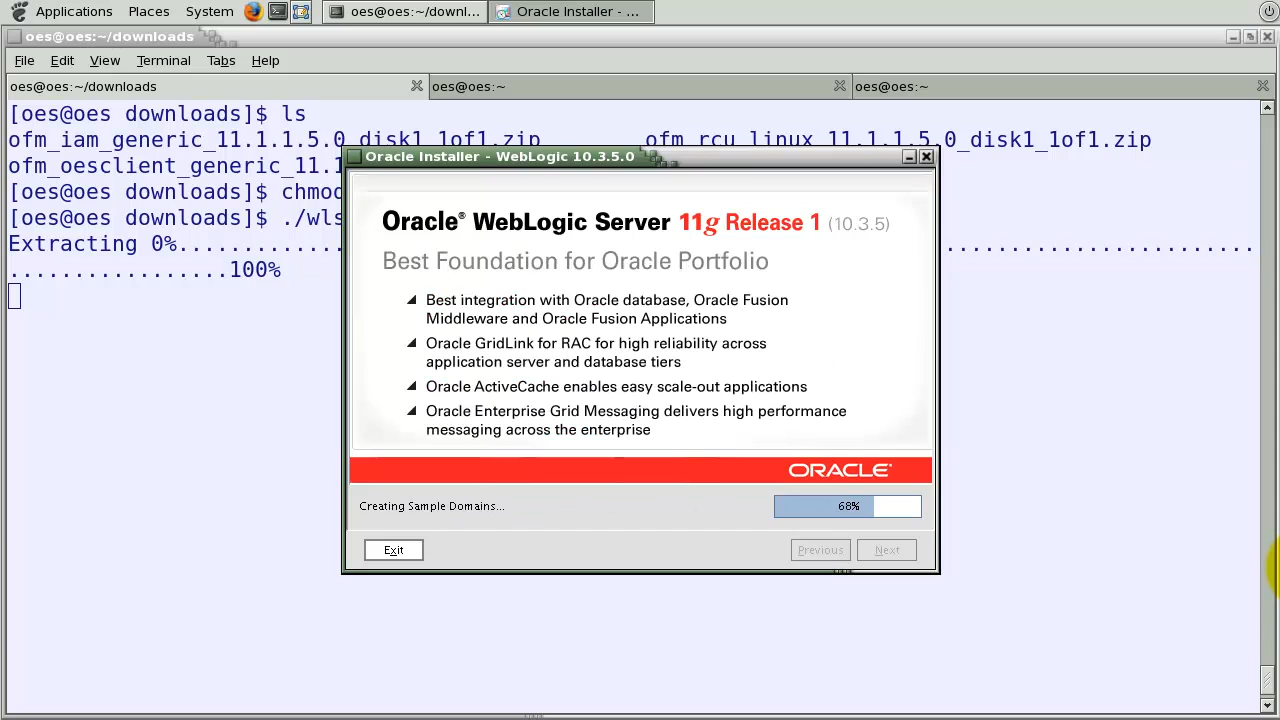 Applications Places System oes@oes:~/downl... Oracle Installer - ...
oes@oes:~/downloads
File Edit View Terminal Tabs Help
oes@oes:~/downloads oes@oes:~ oes@oes:~
[oes@oes downloads]$ ls
ofm_iam_generic_11.1.1.5.0_disk1_1of1.zip ofm_rcu_linux_11.1.1.5.0_disk1_1of1.zip
ofm_oesclient_generic_11.1
[oes@oes downloads]$ chmod
[oes@oes downloads]$ ./wls
Extracting 0%........................................................................
.................100%
Oracle Installer - WebLogic 10.3.5.0
Oracle® WebLogic Server 11g Release 1 (10.3.5)
Best Foundation for Oracle Portfolio
Best integration with Oracle database, Oracle Fusion
Middleware and Oracle Fusion Applications
Oracle GridLink for RAC for high reliability across
application server and database tiers
Oracle ActiveCache enables easy scale-out applications
Oracle Enterprise Grid Messaging delivers high performance
messaging across the enterprise
ORACLE®
Creating Sample Domains... 68%
Exit Previous Next